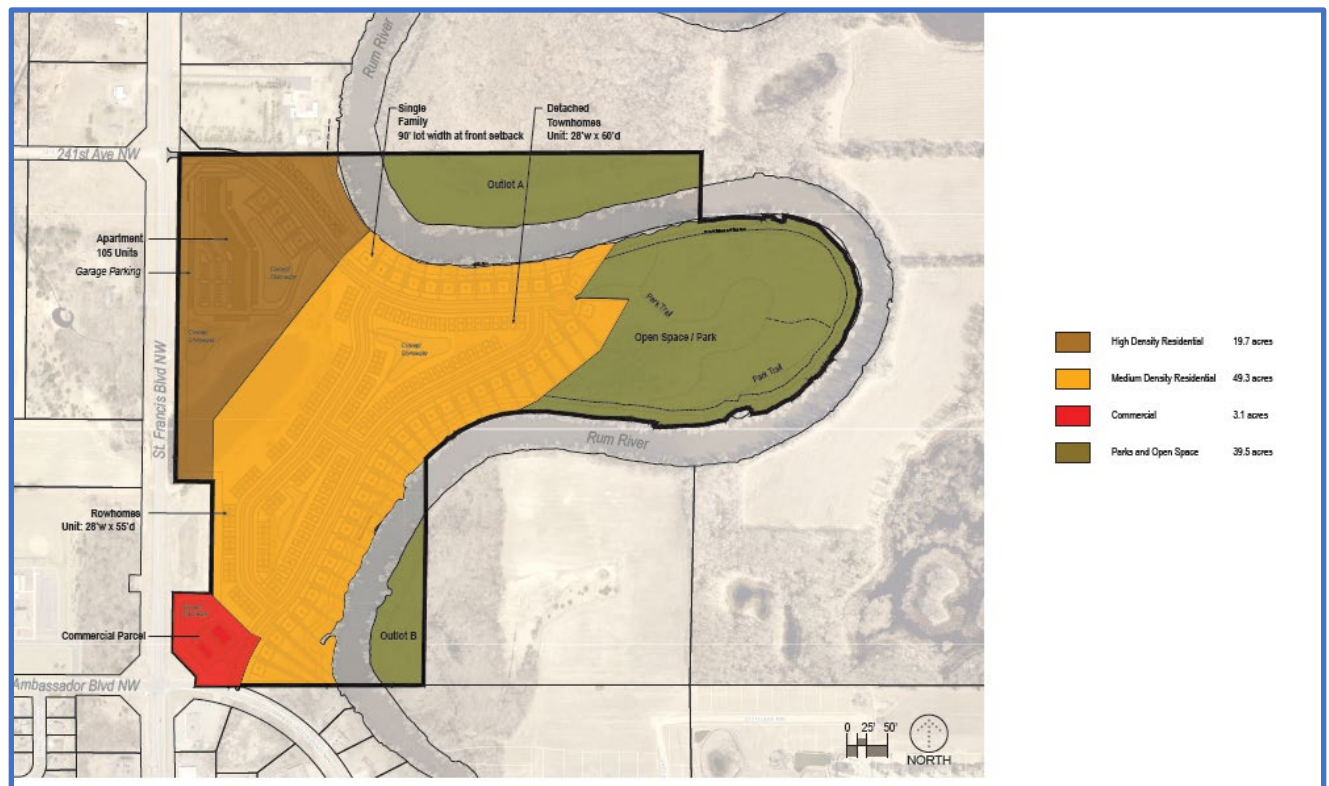 Rum River
Single
Family
90' lot width at front setback
Detached
Townhomes
Unit: 28'w x 60'd
241st Ave NW
Outlot A
Apartment
105 Units
Garage Parking
Park Trail
Open Space / Park
Park Trail
St. Francis Blvd NW
Rum River
Rowhomes
Unit: 28'w x 55'd
Commercial Parcel
Outlot B
Ambassador Blvd NW
0 25' 50'
NORTH
High Density Residential 19.7 acres
Medium Density Residential 49.3 acres
Commercial 3.1 acres
Parks and Open Space 39.5 acres